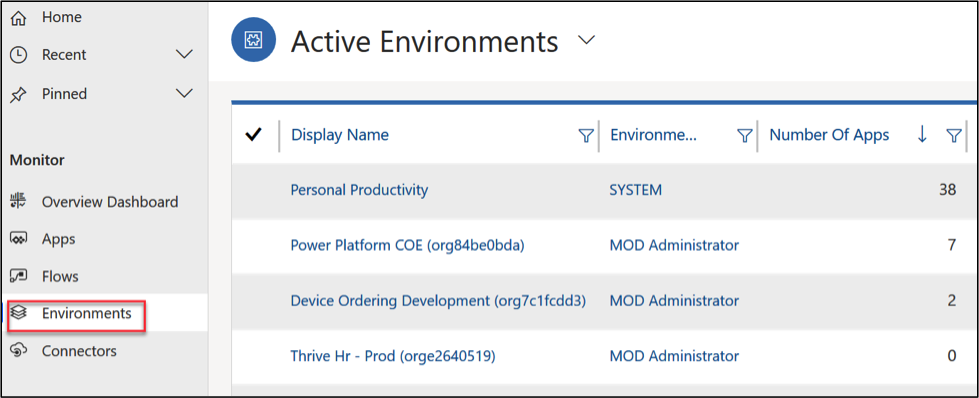 Home
Recent
Pinned
Monitor
Overview Dashboard
Apps
Flows
Environments
Connectors
Active Environments
Display Name Environme... Number Of Apps
Personal Productivity SYSTEM 38
Power Platform COE (org84be0bda) MOD Administrator 7
Device Ordering Development (org7c1fcdd3) MOD Administrator 2
Thrive Hr - Prod (orge2640519) MOD Administrator 0